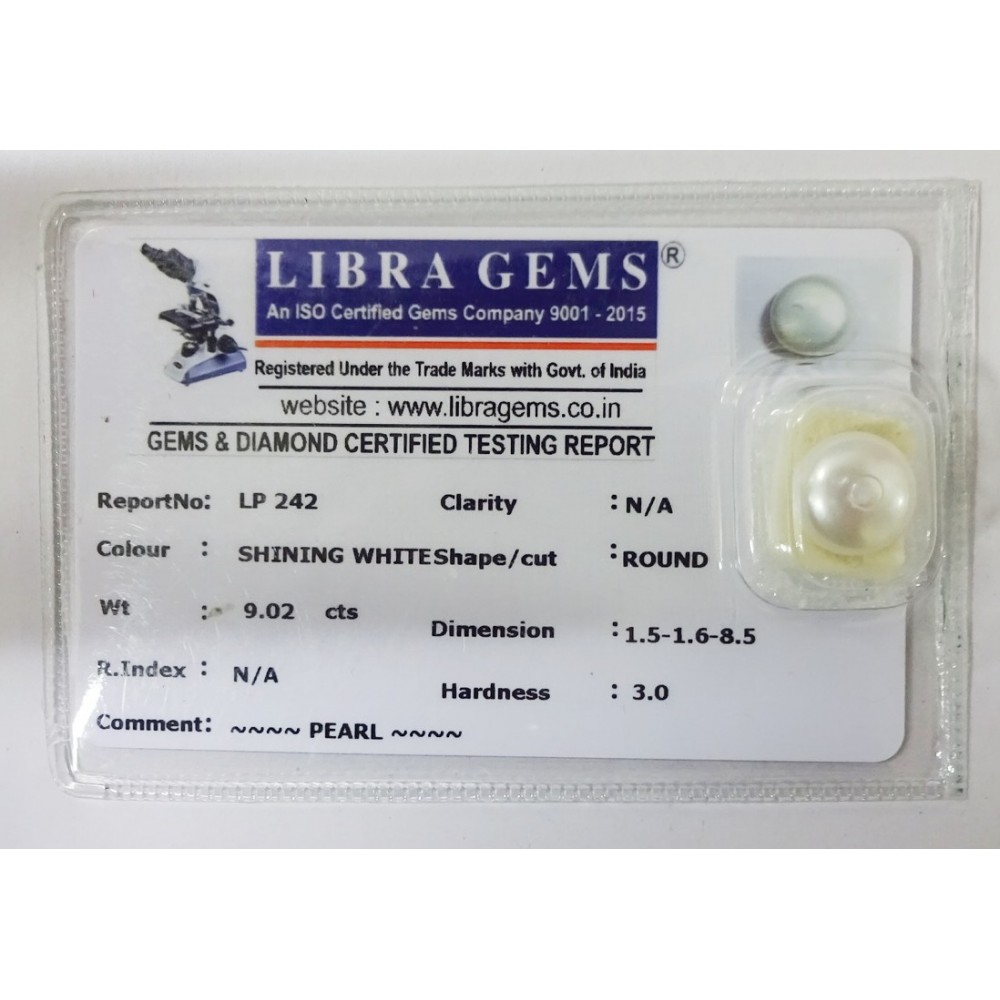 LIBRA GEMS®
An ISO Certified Gems Company 9001 - 2015
Registered Under the Trade Marks with Govt. of India
website : www.libragems.co.in
GEMS & DIAMOND CERTIFIED TESTING REPORT
ReportNo: LP 242 Clarity : N/A
Colour : SHINING WHITE Shape/cut : ROUND
Wt : 9.02 cts Dimension : 1.5-1.6-8.5
R.Index : N/A Hardness : 3.0
Comment: ~~~~ PEARL ~~~~